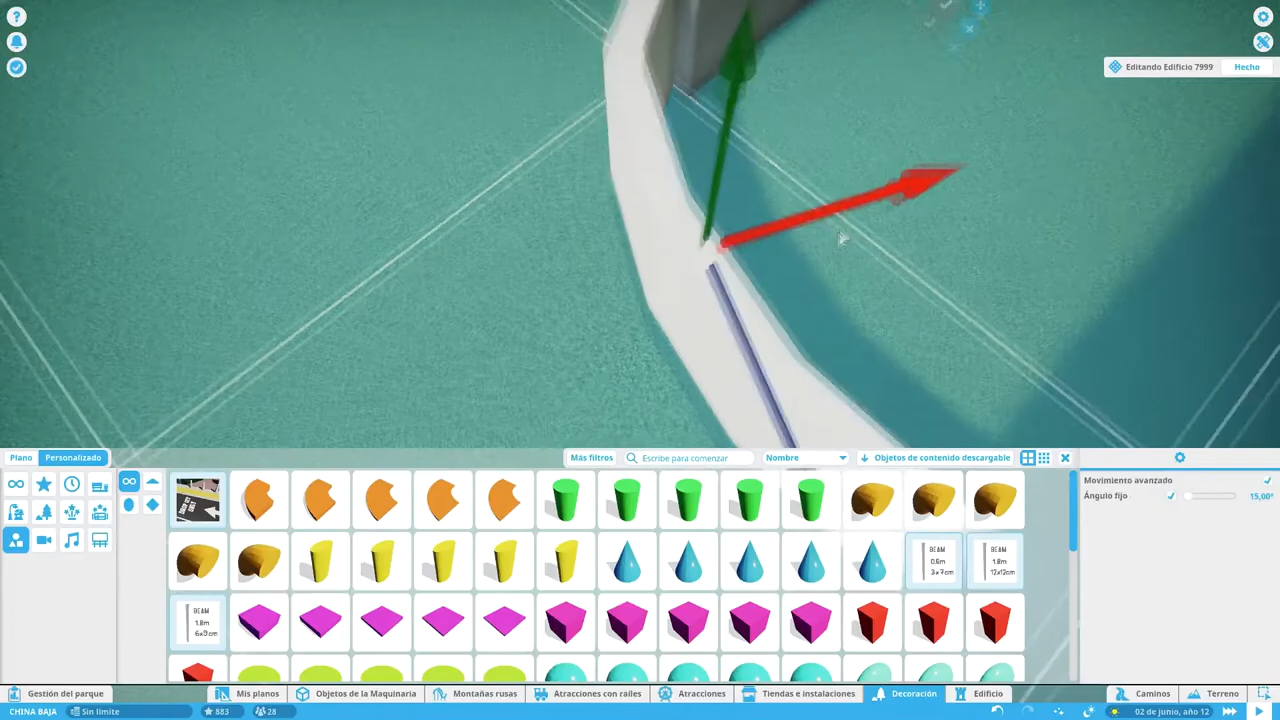 Editando Edificio 7999 Hecho
Plano Personalizado Más filtros Escribe para comenzar Nombre Objetos de contenido descargable
Movimiento avanzado
Ángulo fijo 15,00°
BEAM
0.6m
3x7cm
BEAM
1.8m
12x12cm
BEAM
1.8m
Gestión del parque Mis planos Objetos de la Maquinaria Montañas rusas Atracciones con raíles Atracciones Tiendas e instalaciones Decoración Edificio Caminos Terreno
CHINA BAJA Sin límite 883 28 02 de junio, año 12